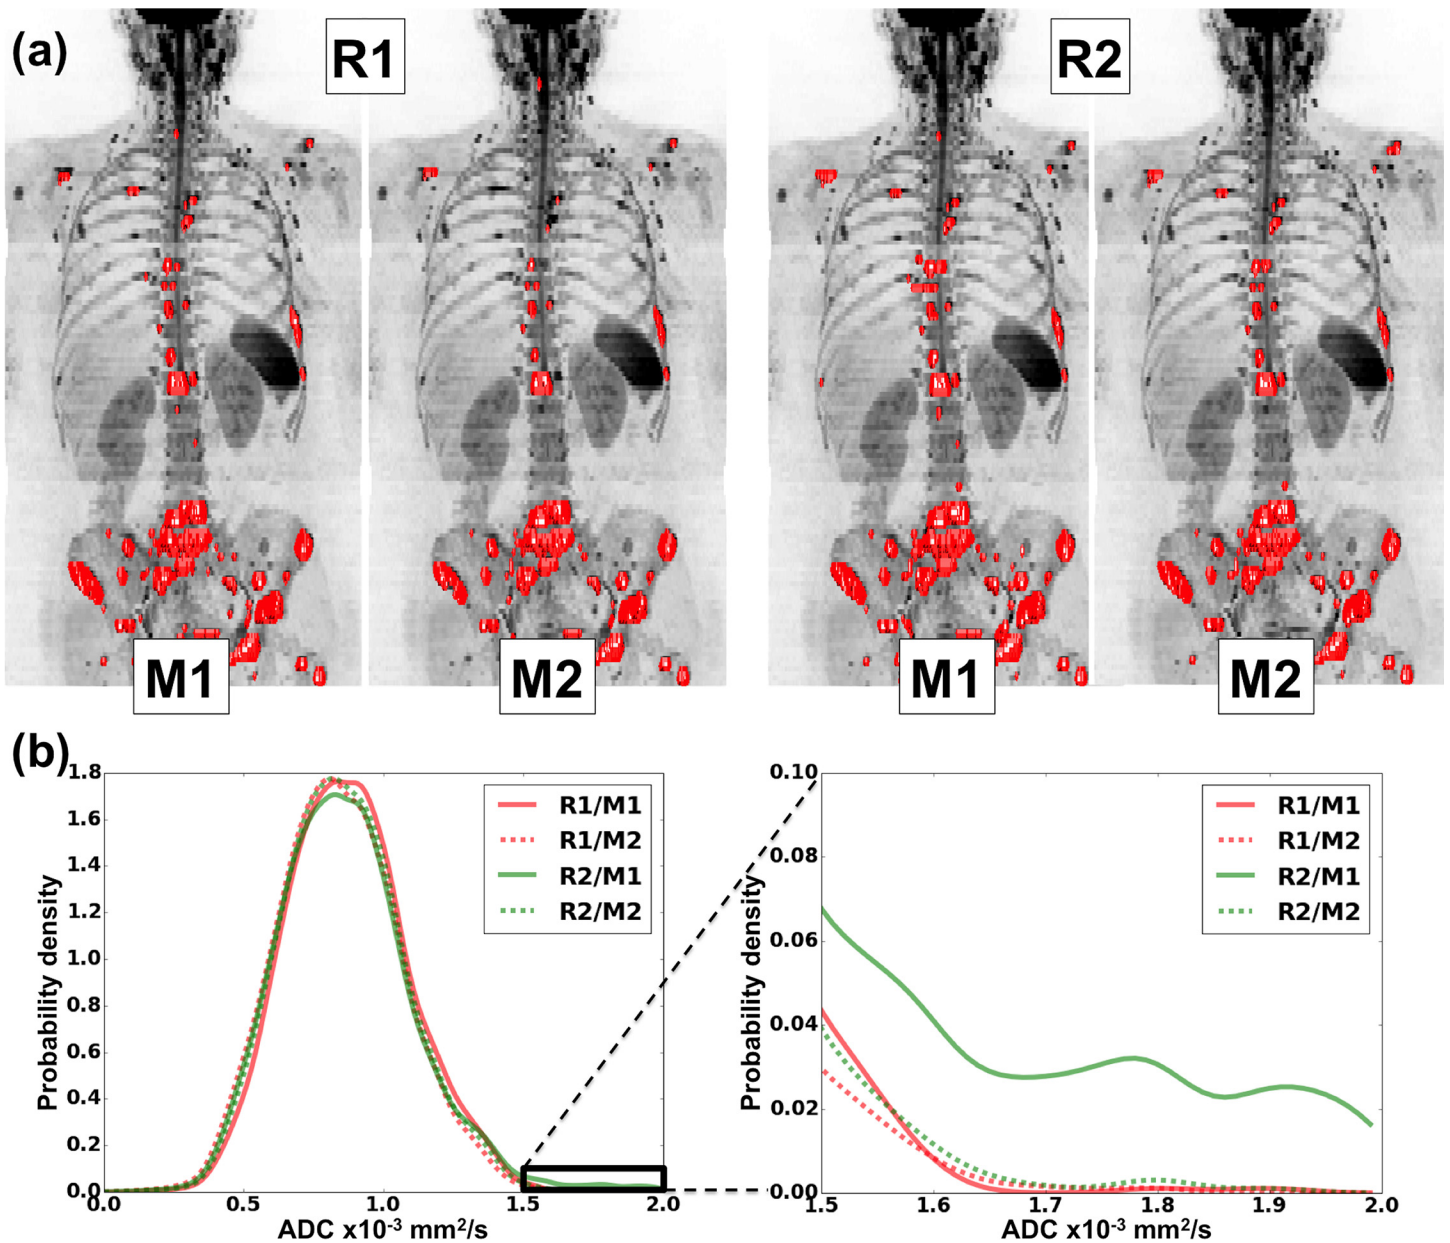 (a)
R1
R2
M1
M2
M1
M2
(b)
1.8
1.6
1.4
1.2
1.0
0.8
0.6
0.4
0.2
0.0
0.0
0.5
1.0
1.5
2.0
Probability density
ADC x10⁻³ mm²/s
R1/M1
R1/M2
R2/M1
R2/M2
0.10
0.08
0.06
0.04
0.02
0.00
1.5
1.6
1.7
1.8
1.9
2.0
Probability density
ADC x10⁻³ mm²/s
R1/M1
R1/M2
R2/M1
R2/M2